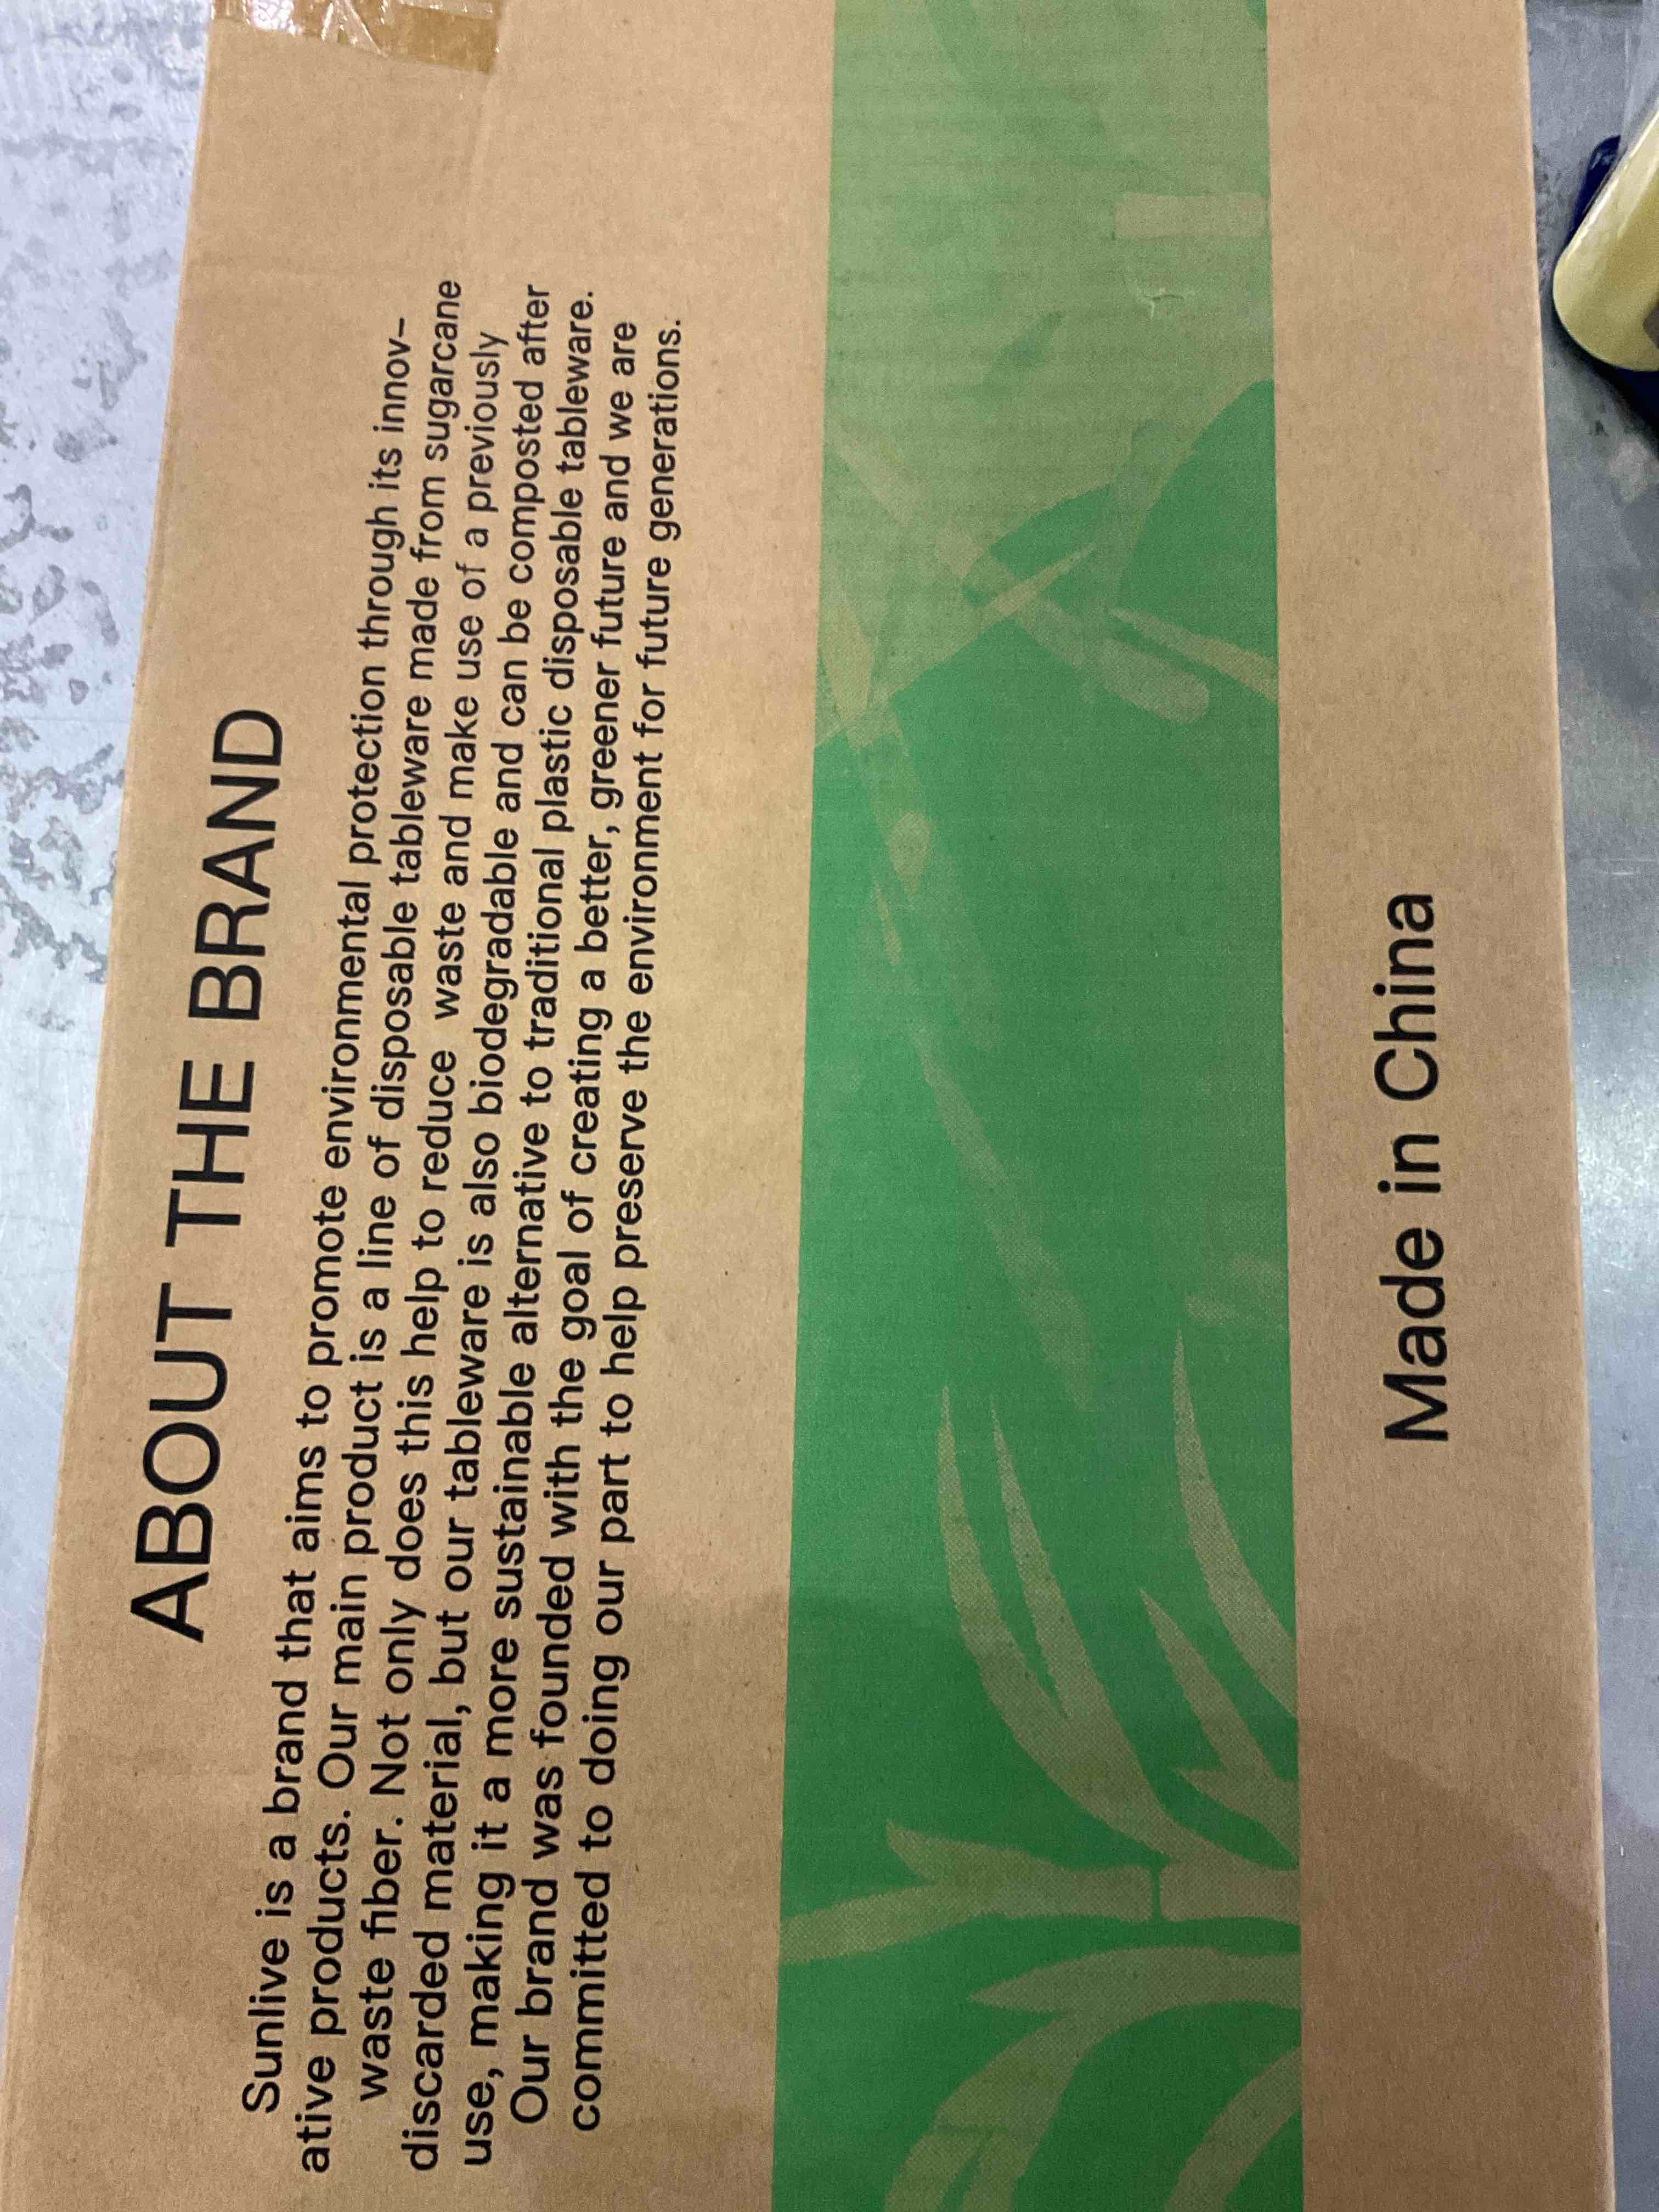 ABOUT THE BRAND
Sunlive is a brand that aims to promote environmental protection through its innov-
ative products. Our main product is a line of disposable tableware made from sugarcane
waste fiber. Not only does this help to reduce waste and make use of a previously
discarded material, but our tableware is also biodegradable and can be composted after
use, making it a more sustainable alternative to traditional plastic disposable tableware.
Our brand was founded with the goal of creating a better, greener future and we are
committed to doing our part to help preserve the environment for future generations.
Made in China